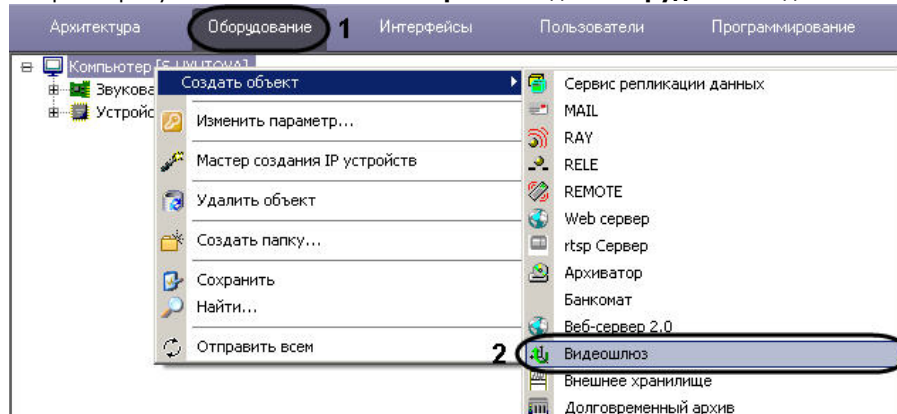 Архитектура Оборудование 1 Интерфейсы Пользователи Программирование
Компьютер
Создать объект
Изменить параметр...
Мастер создания IP устройств
Удалить объект
Создать папку...
Сохранить
Найти...
Отправить всем
Сервис репликации данных
MAIL
RAY
RELE
REMOTE
Web сервер
rtsp Сервер
Архиватор
Банкомат
Веб-сервер 2.0
2 Видеошлюз
Внешнее хранилище
Долговременный архив